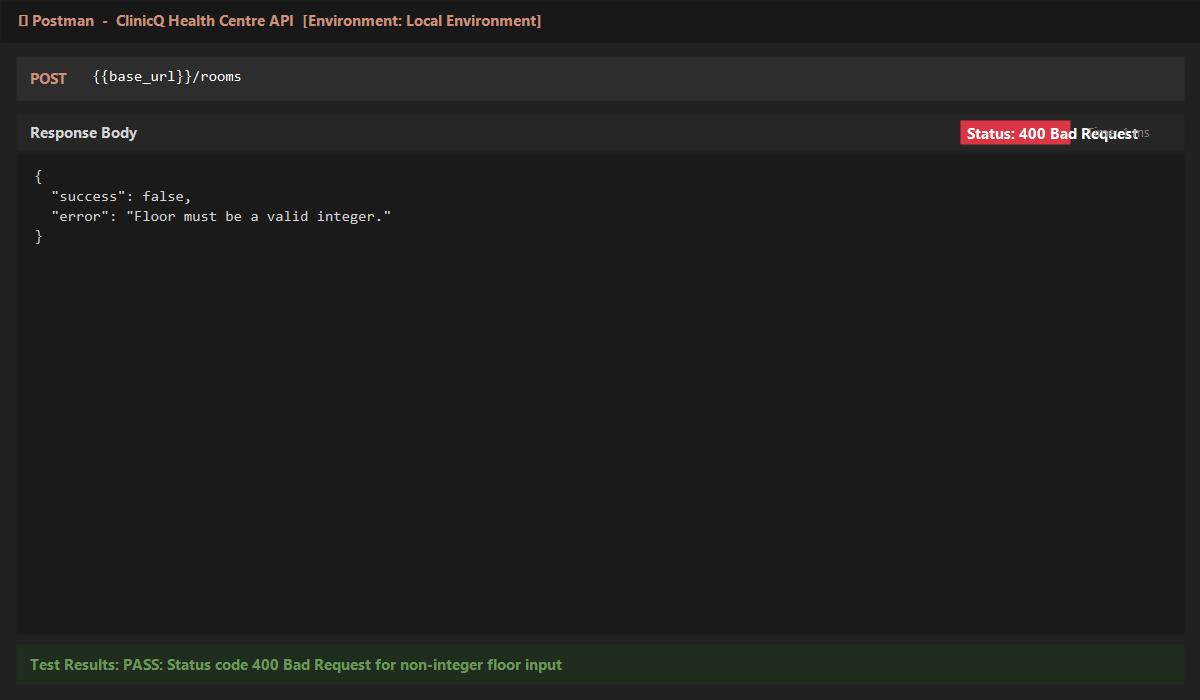 Postman - ClinicQ Health Centre API [Environment: Local Environment]
POST {{base_url}}/rooms
Response Body
Status: 400 Bad Request ms
{
"success": false,
"error": "Floor must be a valid integer."
}
Test Results: PASS: Status code 400 Bad Request for non-integer floor input